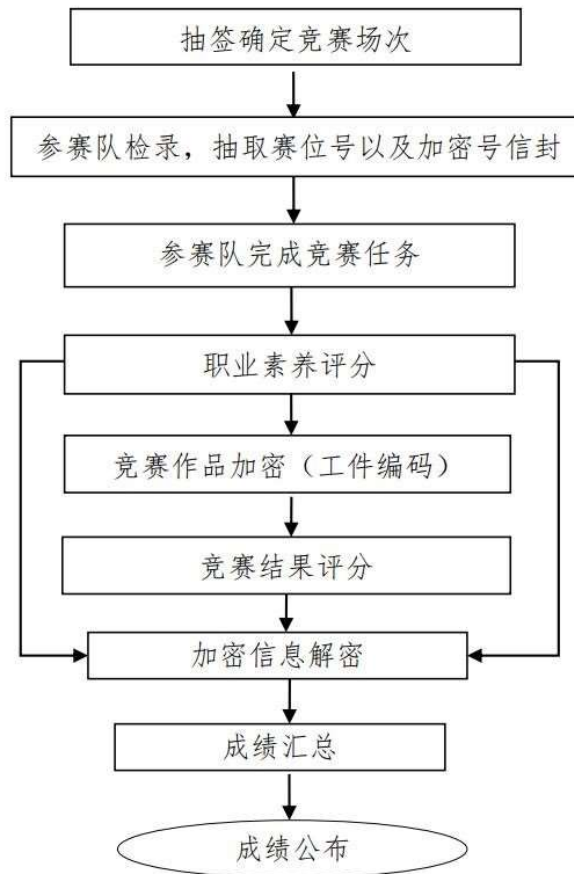 抽签确定竞赛场次
参赛队检录，抽取赛位号以及加密号信封
参赛队完成竞赛任务
职业素养评分
竞赛作品加密（工件编码）
竞赛结果评分
加密信息解密
成绩汇总
成绩公布